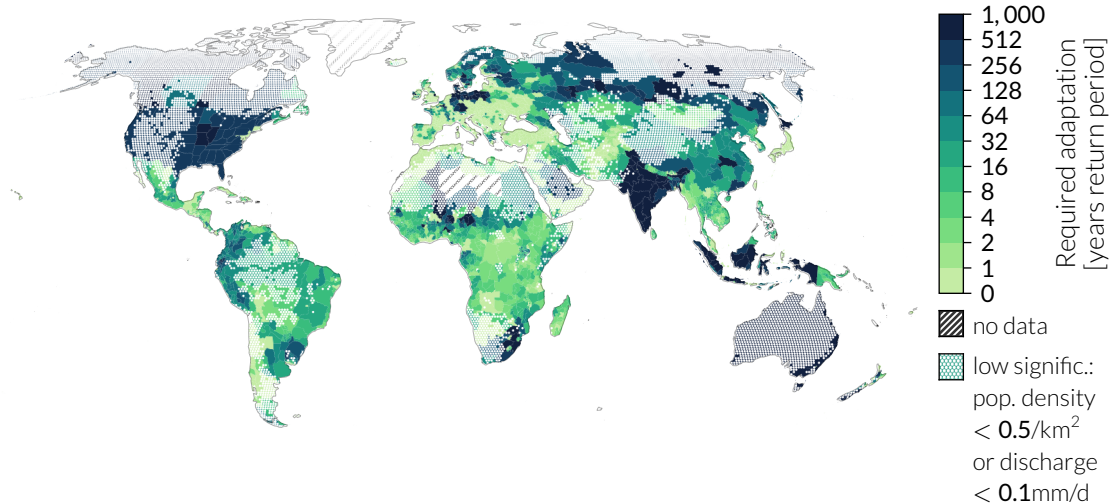 1,000
512
256
128
64
32
16
8
4
2
1
0
Required adaptation
[years return period]
no data
low signific.:
pop. density
< 0.5/km²
or discharge
< 0.1mm/d